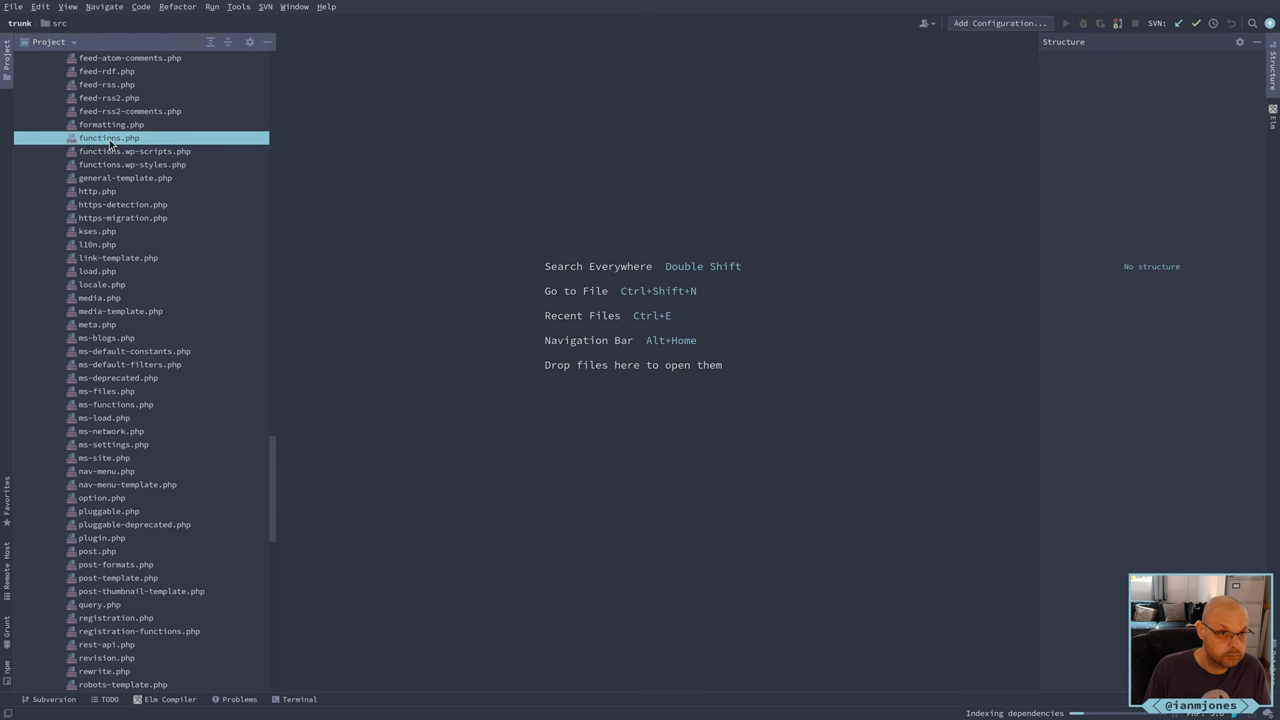 File Edit View Navigate Code Refactor Run Tools SVN Window Help
trunk src Add Configuration... SVN:
Project Structure
feed-atom-comments.php
feed-rdf.php
feed-rss.php
feed-rss2.php
feed-rss2-comments.php
formatting.php
functions.php
functions.wp-scripts.php
functions.wp-styles.php
general-template.php
http.php
https-detection.php
https-migration.php
kses.php
l10n.php
link-template.php
load.php
locale.php
media.php
media-template.php
meta.php
ms-blogs.php
ms-default-constants.php
ms-default-filters.php
ms-deprecated.php
ms-files.php
ms-functions.php
ms-load.php
ms-network.php
ms-settings.php
ms-site.php
nav-menu.php
nav-menu-template.php
option.php
pluggable.php
pluggable-deprecated.php
plugin.php
post.php
post-formats.php
post-template.php
post-thumbnail-template.php
query.php
registration.php
registration-functions.php
rest-api.php
revision.php
rewrite.php
robots-template.php
Search Everywhere Double Shift
Go to File Ctrl+Shift+N
Recent Files Ctrl+E
Navigation Bar Alt+Home
Drop files here to open them
No structure
Project
Favorites
Remote Host
Grunt
npm
Structure
Elm
Subversion TODO Elm Compiler Problems Terminal
Indexing dependencies
@ianmjones